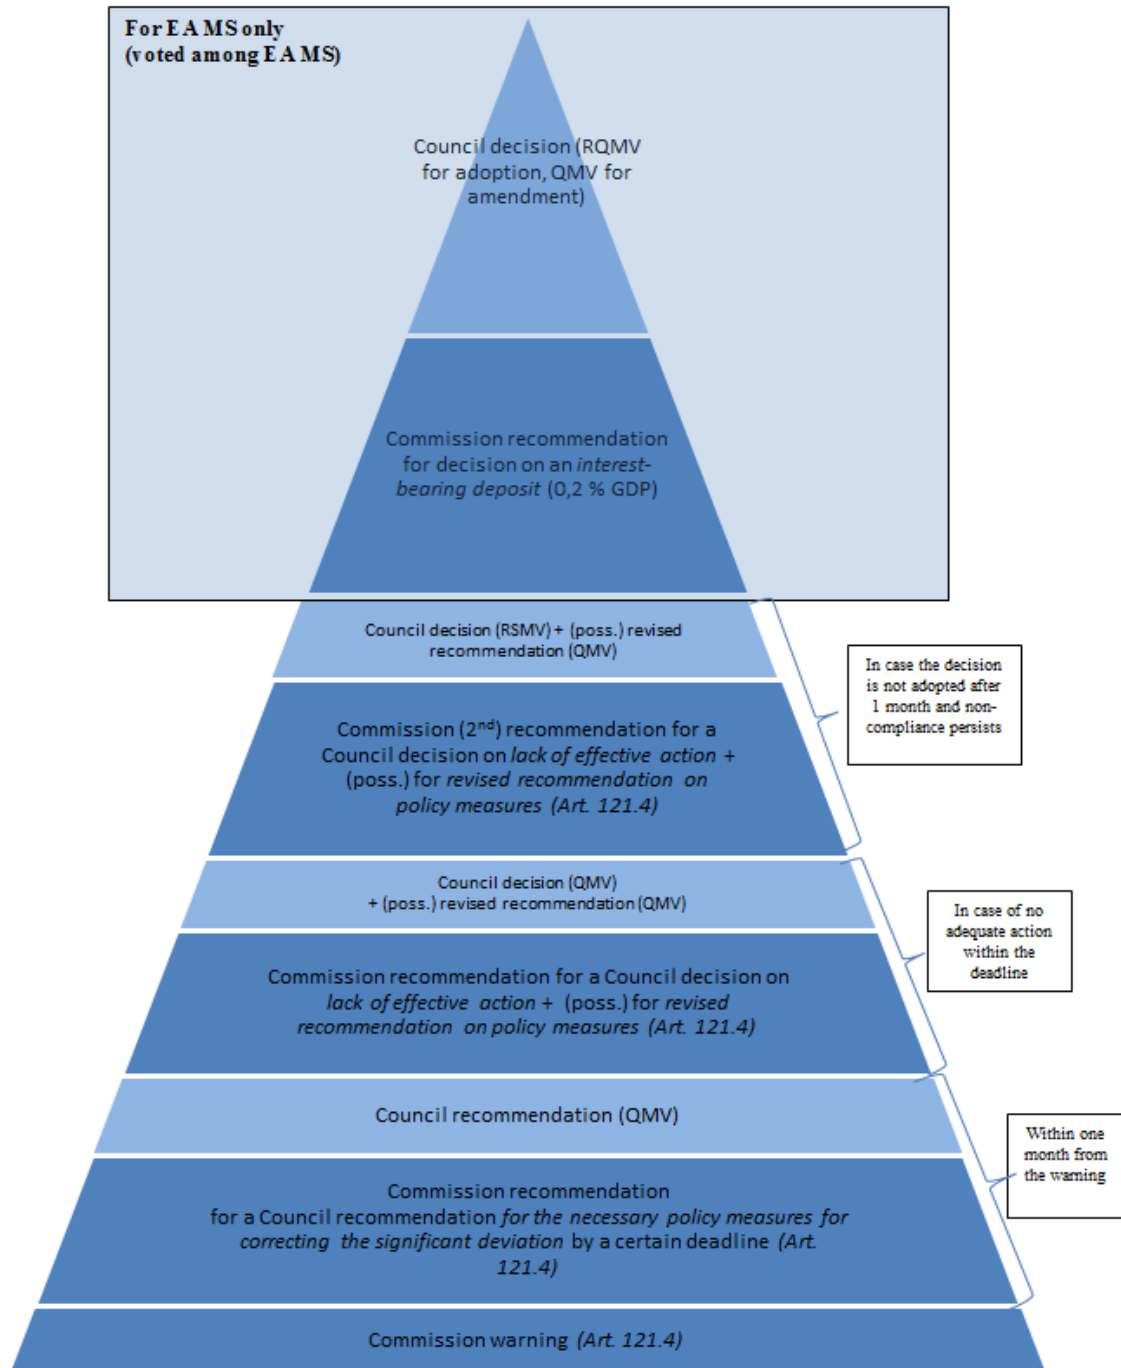 For EA MS only
(voted among EA MS)
Council decision (RQMV
for adoption, QMV for
amendment)
Commission recommendation
for decision on an interest-
bearing deposit (0,2 % GDP)
Council decision (RSMV) + (poss.) revised
recommendation (QMV)
In case the decision
is not adopted after
1 month and non-
compliance persists
Commission (2nd) recommendation for a
Council decision on lack of effective action +
(poss.) for revised recommendation on
policy measures (Art. 121.4)
Council decision (QMV)
+ (poss.) revised recommendation (QMV)
In case of no
adequate action
within the
deadline
Commission recommendation for a Council decision on
lack of effective action + (poss.) for revised
recommendation on policy measures (Art. 121.4)
Council recommendation (QMV)
Within one
month from
the warning
Commission recommendation
for a Council recommendation for the necessary policy measures for
correcting the significant deviation by a certain deadline (Art.
121.4)
Commission warning (Art. 121.4)